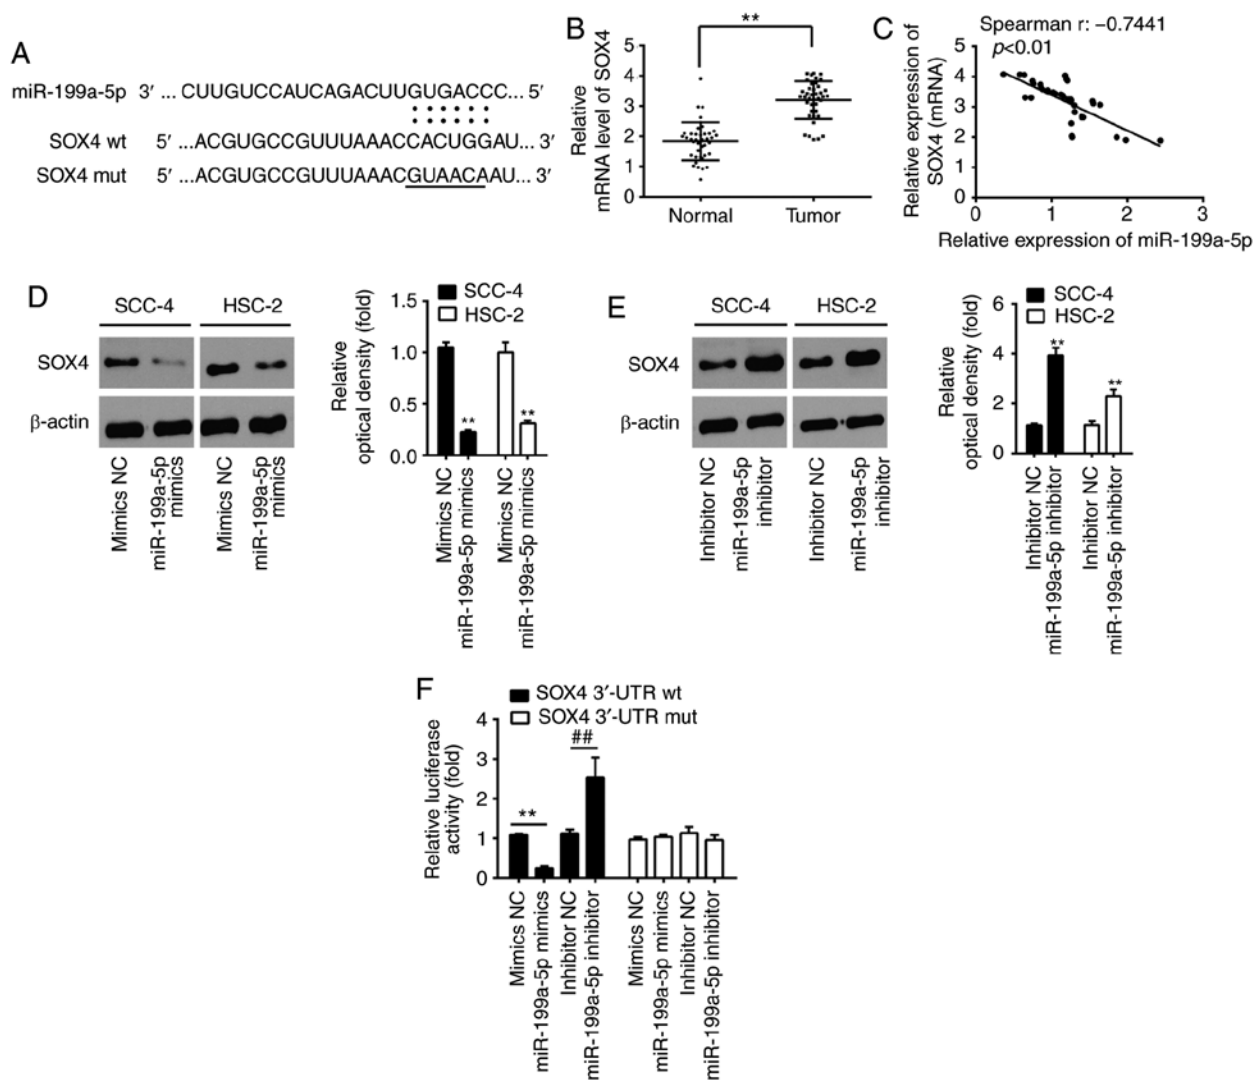 A
miR-199a-5p 3′ ... CUUGUCCAUCAGACUUGUGACCC... 5′
SOX4 wt 5′ ...ACGUGCCGUUUAAACCACUGGAU... 3′
SOX4 mut 5′ ...ACGUGCCGUUUAAACGUAACAAU... 3′
B
**
Relative
mRNA level of SOX4
5
4
3
2
1
0
Normal Tumor
C
Spearman r: −0.7441
p<0.01
Relative expression of
SOX4 (mRNA)
5
4
3
2
1
0
0 1 2 3
Relative expression of miR-199a-5p
D
SCC-4 HSC-2
SOX4
β-actin
Mimics NC
miR-199a-5p
mimics
Mimics NC
miR-199a-5p
mimics
SCC-4
HSC-2
Relative
optical density (fold)
1.5
1.0
0.5
0.0
** **
Mimics NC
miR-199a-5p mimics
Mimics NC
miR-199a-5p mimics
E
SCC-4 HSC-2
SOX4
β-actin
Inhibitor NC
miR-199a-5p
inhibitor
Inhibitor NC
miR-199a-5p
inhibitor
SCC-4
HSC-2
Relative
optical density (fold)
6
4
2
0
** **
Inhibitor NC
miR-199a-5p inhibitor
Inhibitor NC
miR-199a-5p inhibitor
F
SOX4 3′-UTR wt
SOX4 3′-UTR mut
Relative luciferase
activity (fold)
4
3
2
1
0
** ##
Mimics NC
miR-199a-5p mimics
Inhibitor NC
miR-199a-5p inhibitor
Mimics NC
miR-199a-5p mimics
Inhibitor NC
miR-199a-5p inhibitor